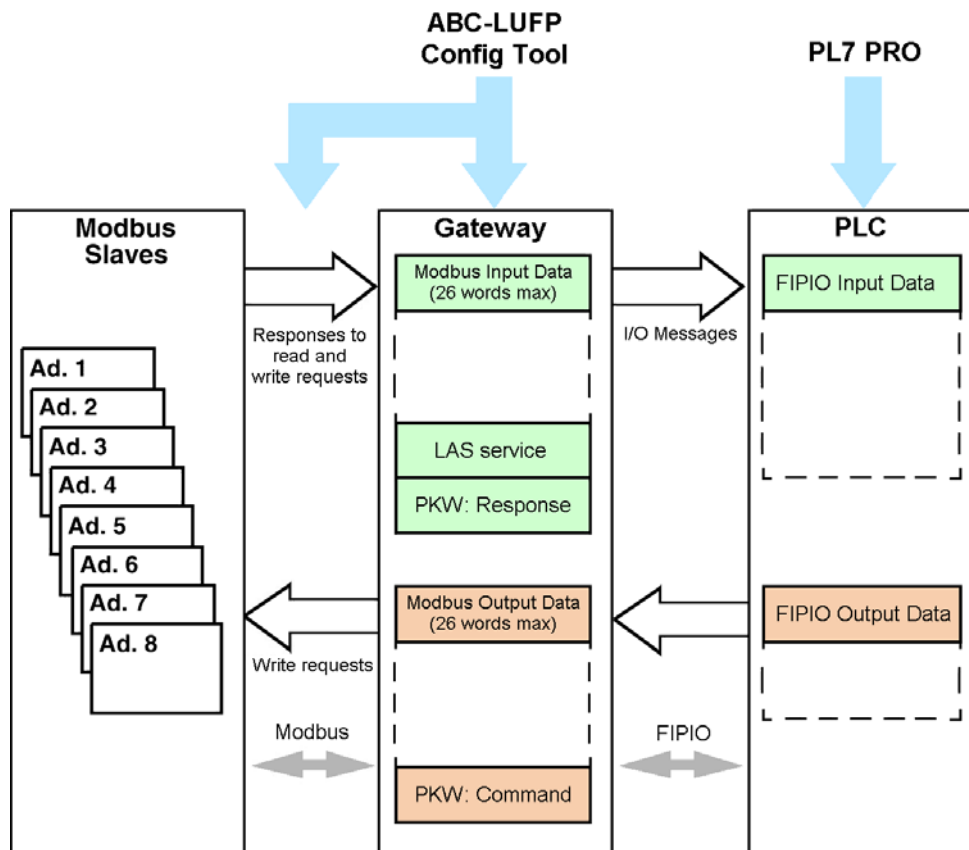 ABC-LUFP
Config Tool
PL7 PRO
Modbus
Slaves
Gateway
PLC
Modbus Input Data
(26 words max)
FIPIO Input Data
Responses to
read and
write requests
I/O Messages
Ad. 1
Ad. 2
Ad. 3
Ad. 4
Ad. 5
Ad. 6
Ad. 7
Ad. 8
LAS service
PKW: Response
Modbus Output Data
(26 words max)
FIPIO Output Data
Write requests
Modbus
FIPIO
PKW: Command